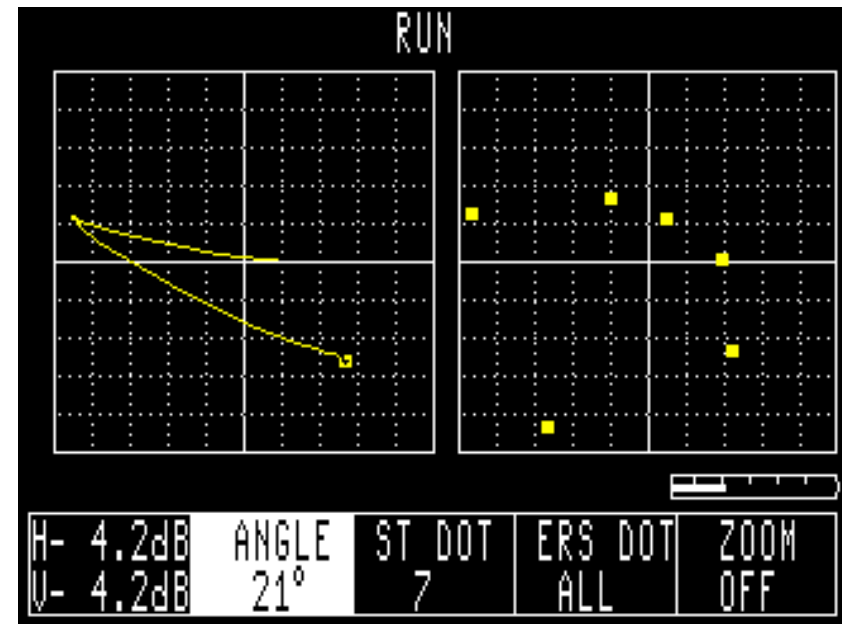 RUN
H- 4.2dB
V- 4.2dB
ANGLE
21°
ST DOT
7
ERS DOT
ALL
ZOOM
OFF